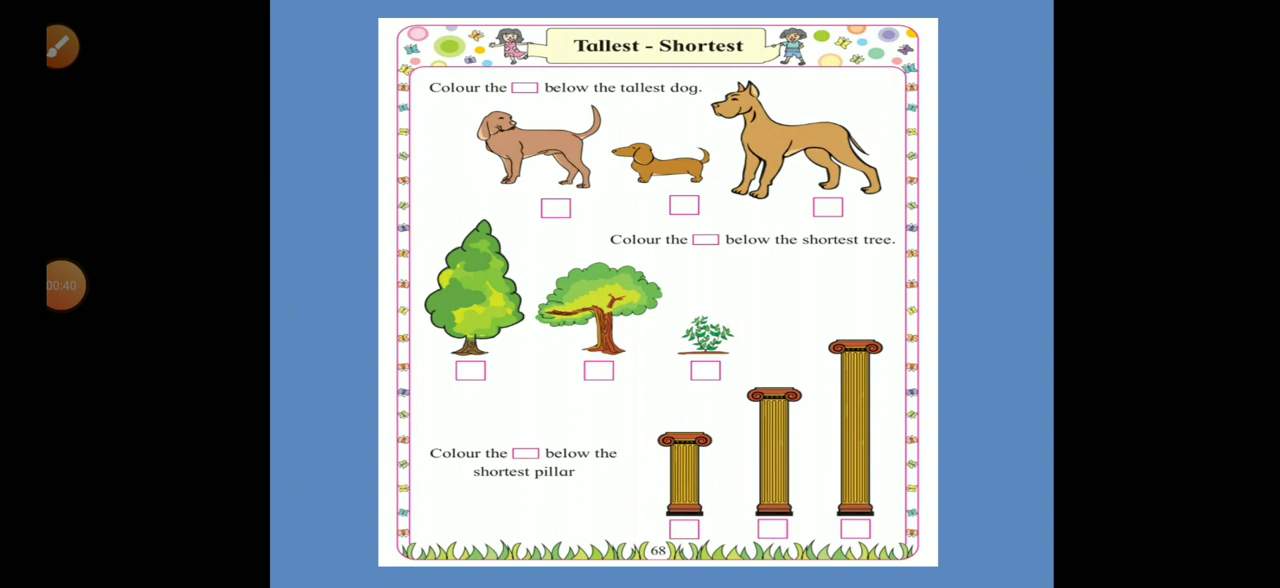 Tallest - Shortest
Colour the below the tallest dog.
Colour the below the shortest tree.
00:40
Colour the below the
shortest pillar
68